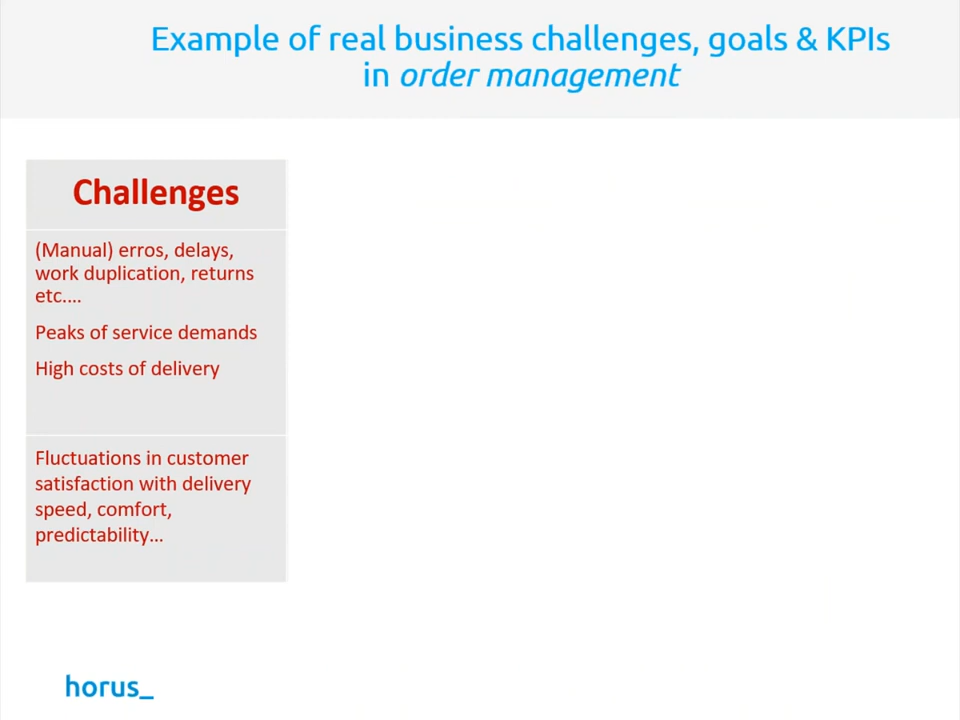 Example of real business challenges, goals & KPIs
in order management
Challenges
(Manual) erros, delays,
work duplication, returns
etc....
Peaks of service demands
High costs of delivery
Fluctuations in customer
satisfaction with delivery
speed, comfort,
predictability...
horus_